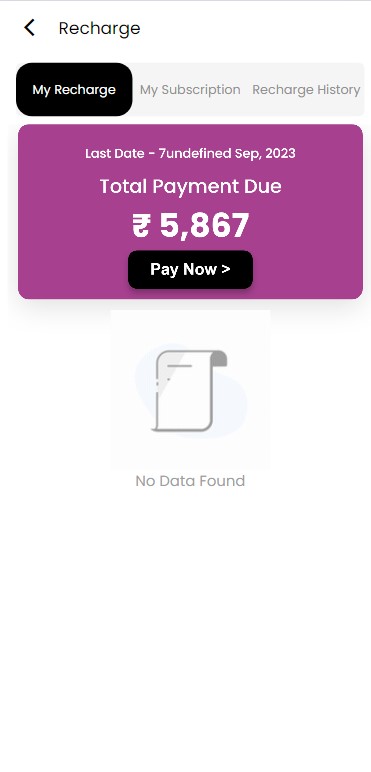 Recharge
My Recharge My Subscription Recharge History
Last Date - 7undefined Sep, 2023
Total Payment Due
₹ 5,867
Pay Now >
No Data Found